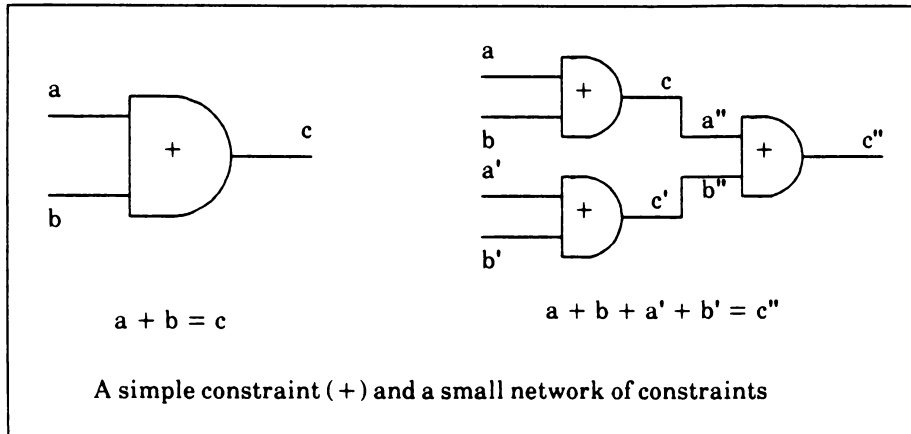 a
+
c
b
a + b = c
a
+
c
b
a'
+
c'
b'
a"
+
b"
c"
a + b + a' + b' = c"
A simple constraint (+) and a small network of constraints